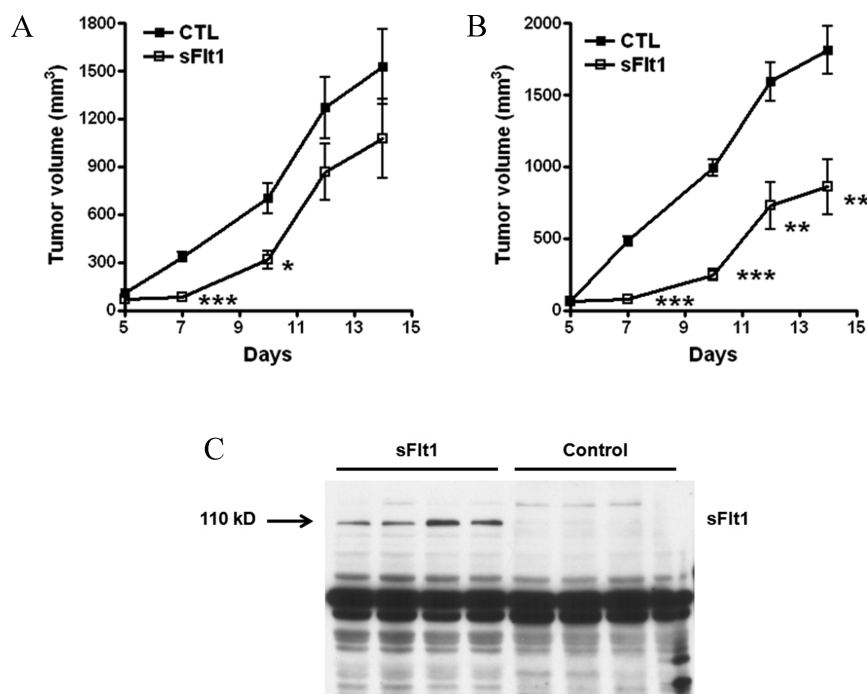 A
CTL
sFlt1
Tumor volume (mm³)
1800
1500
1200
900
600
300
0
***
*
5
7
9
11
13
15
Days
B
CTL
sFlt1
Tumor volume (mm³)
2000
1500
1000
500
0
***
***
**
**
5
7
9
11
13
15
Days
C
sFlt1
Control
110 kD
sFlt1